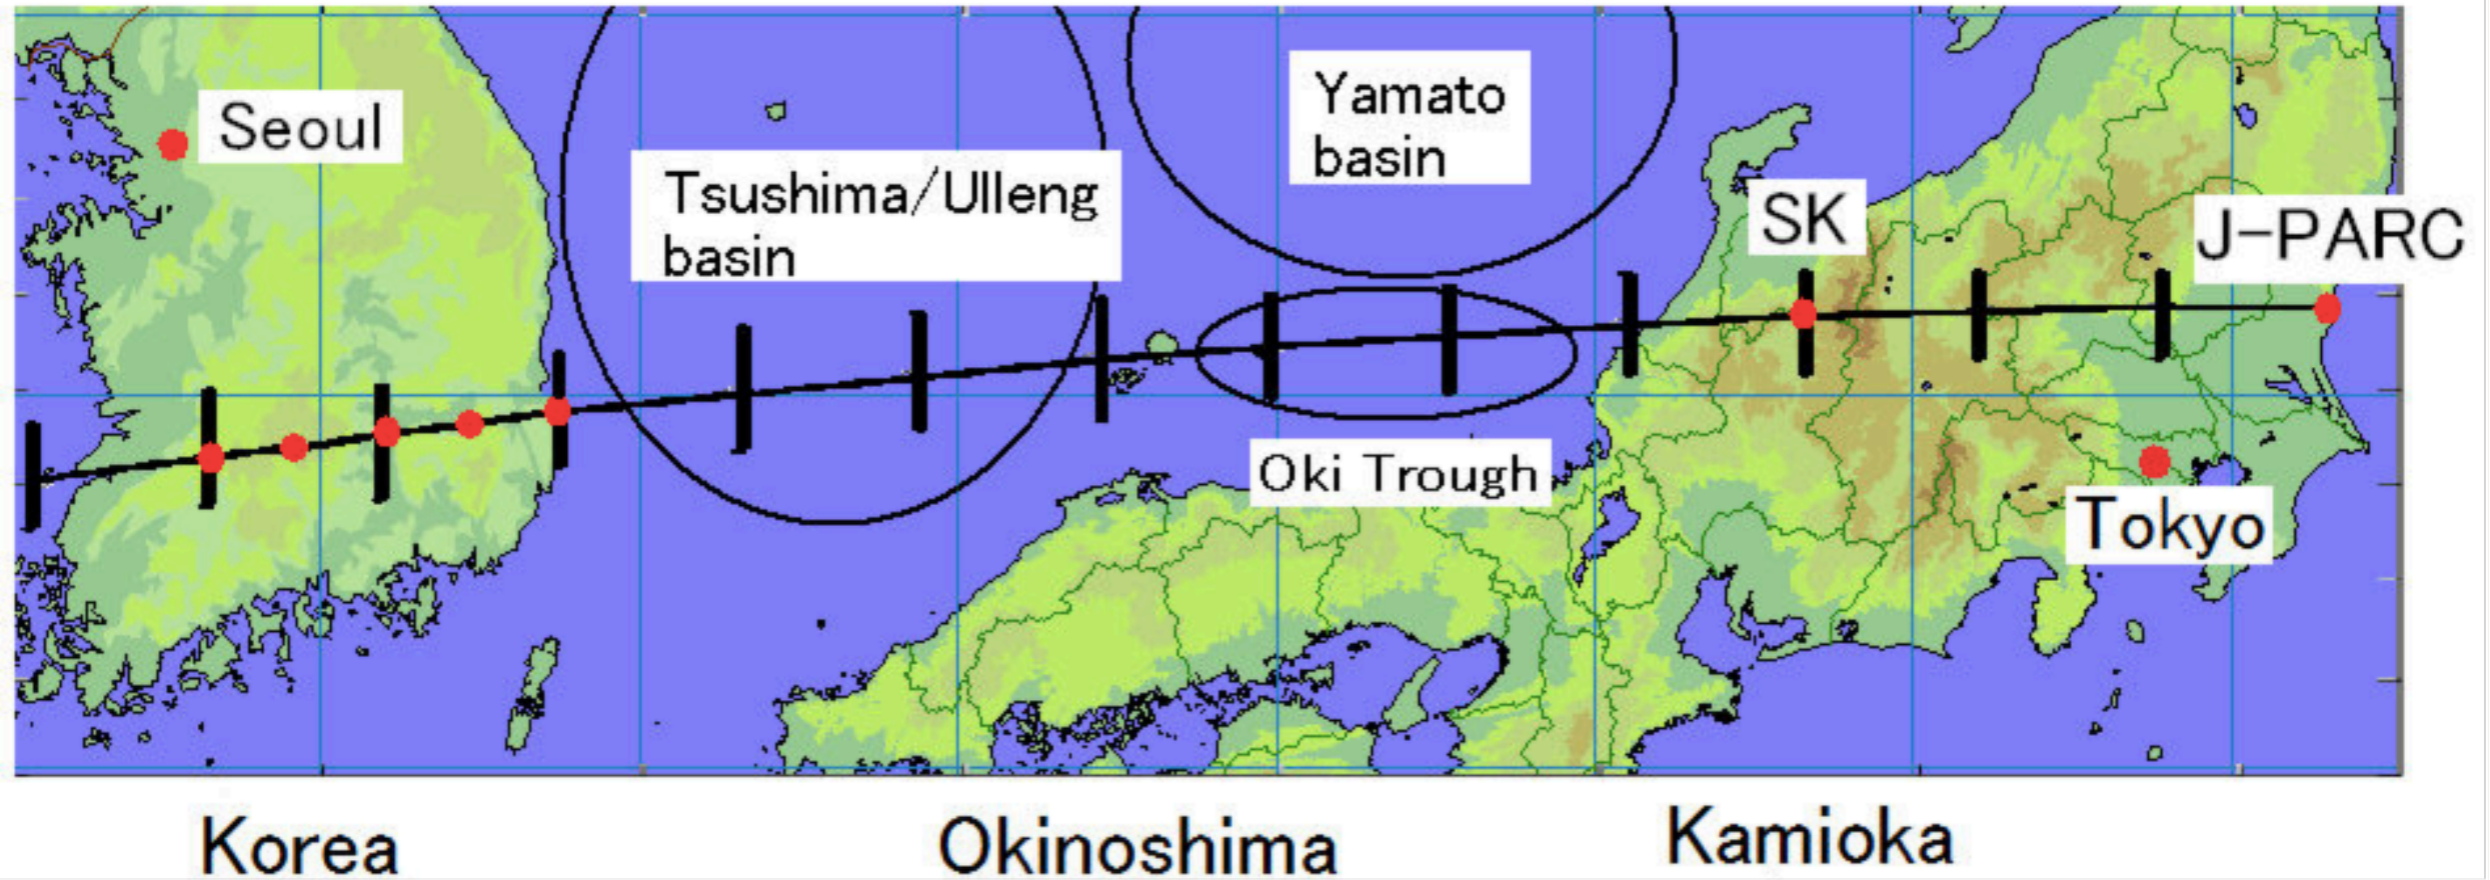 Seoul
Tsushima/Ulleng
basin
Yamato
basin
SK
J-PARC
Oki Trough
Tokyo
Korea
Okinoshima
Kamioka